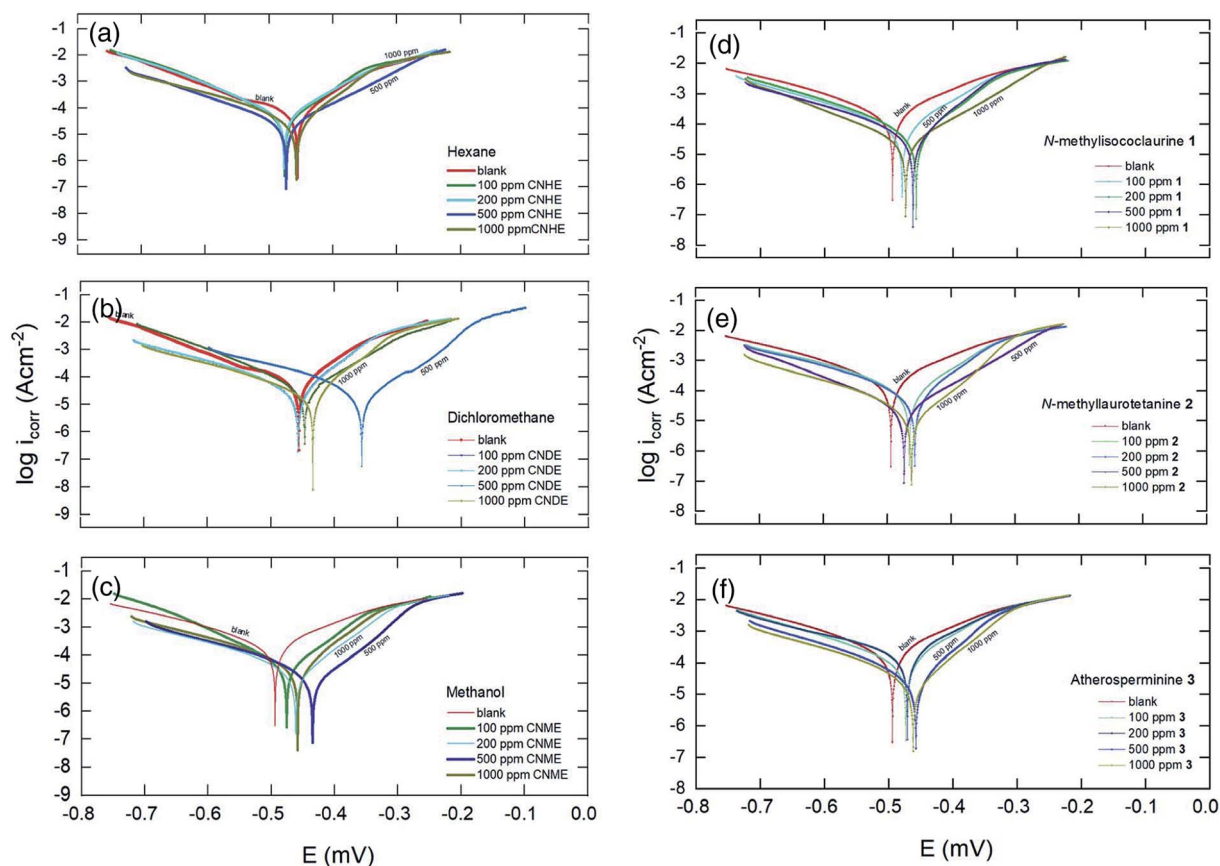 (a)
-1
-2
-3
-4
-5
-6
-7
-8
-9
1000 ppm
500 ppm
blank
Hexane
blank
100 ppm CNHE
200 ppm CNHE
500 ppm CNHE
1000 ppmCNHE
(b)
-1
-2
-3
-4
-5
-6
-7
-8
-9
blank
1000 ppm
500 ppm
Dichloromethane
blank
100 ppm CNDE
200 ppm CNDE
500 ppm CNDE
1000 ppm CNDE
log icorr (Acm-2)
(c)
-1
-2
-3
-4
-5
-6
-7
-8
-9
blank
1000 ppm
500 ppm
Methanol
blank
100 ppm CNME
200 ppm CNME
500 ppm CNME
1000 ppm CNME
-0.8 -0.7 -0.6 -0.5 -0.4 -0.3 -0.2 -0.1 0.0
E (mV)
(d)
-1
-2
-3
-4
-5
-6
-7
-8
blank
500 ppm
1000 ppm
N-methylisococlaurine 1
blank
100 ppm 1
200 ppm 1
500 ppm 1
1000 ppm 1
(e)
-1
-2
-3
-4
-5
-6
-7
-8
blank
500 ppm
1000 ppm
N-methyllaurotetanine 2
blank
100 ppm 2
200 ppm 2
500 ppm 2
1000 ppm 2
log icorr (Acm-2)
(f)
-1
-2
-3
-4
-5
-6
-7
-8
blank
500 ppm
1000 ppm
Atherosperminine 3
blank
100 ppm 3
200 ppm 3
500 ppm 3
1000 ppm 3
-0.8 -0.7 -0.6 -0.5 -0.4 -0.3 -0.2 -0.1 0.0
E (mV)